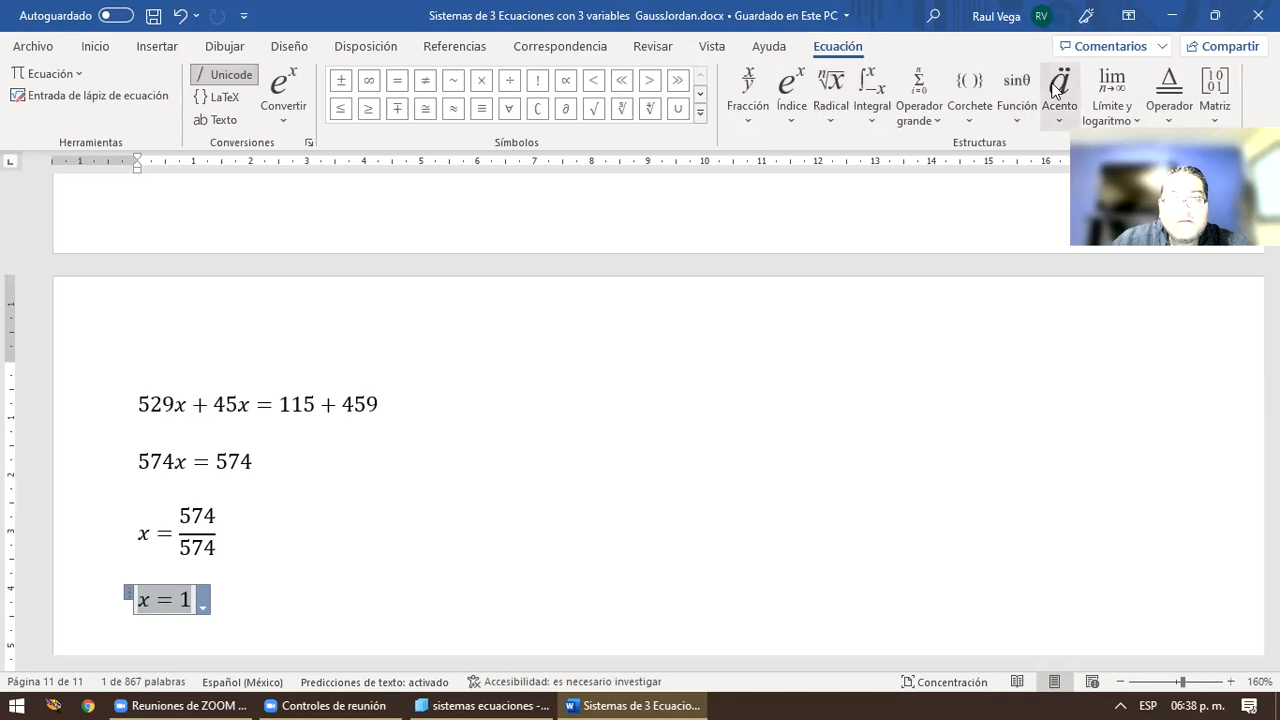 Autoguardado
Sistemas de 3 Ecuaciones con 3 variables GaussJordan.docx • Guardado en Este PC
Raul Vega RV
Archivo Inicio Insertar Dibujar Diseño Disposición Referencias Correspondencia Revisar Vista Ayuda Ecuación Comentarios Compartir
π Ecuación
Entrada de lápiz de ecuación
Herramientas
Unicode
{} LaTeX
ab Texto
Convertir
Conversiones
± ∞ = ≠ ~ × ÷ ! ∝ < ≪ > ≫
≤ ≥ ∓ ≅ ≈ ≡ ∀ ∁ ∂ √ ∛ ∜ ∪
Símbolos
Fracción Índice Radical Integral Operador grande Corchete Función Acento Límite y logaritmo Operador Matriz
Estructuras
529x + 45x = 115 + 459
574x = 574
x = 574/574
x = 1
Página 11 de 11 1 de 867 palabras Español (México) Predicciones de texto: activado Accesibilidad: es necesario investigar Concentración 160%
Reuniones de ZOOM ... Controles de reunión sistemas ecuaciones -... Sistemas de 3 Ecuacio... ESP 06:38 p. m.